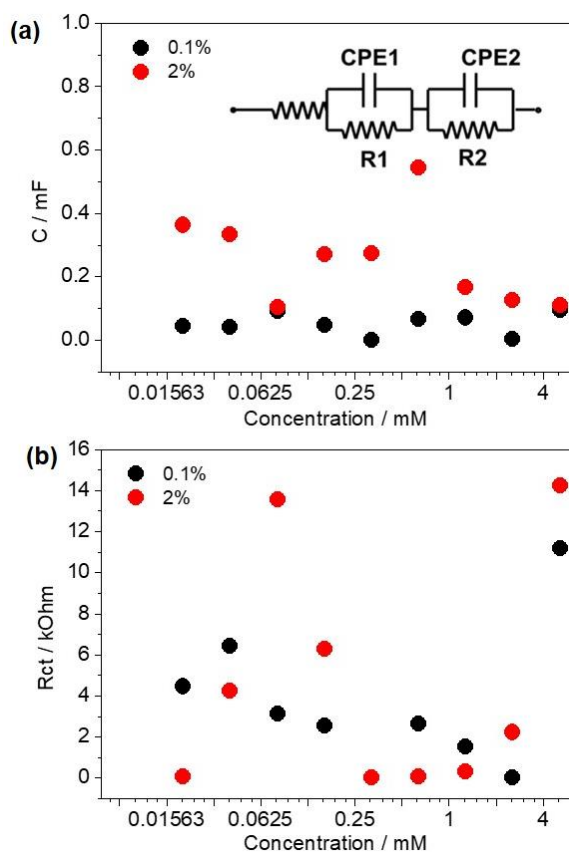 (a)
1.0
0.1%
2%
CPE1 CPE2
R1 R2
0.8
0.6
0.4
0.2
0.0
C / mF
0.01563 0.0625 0.25 1 4
Concentration / mM
(b)
16
0.1%
2%
14
12
10
8
6
4
2
0
Rct / kOhm
0.01563 0.0625 0.25 1 4
Concentration / mM